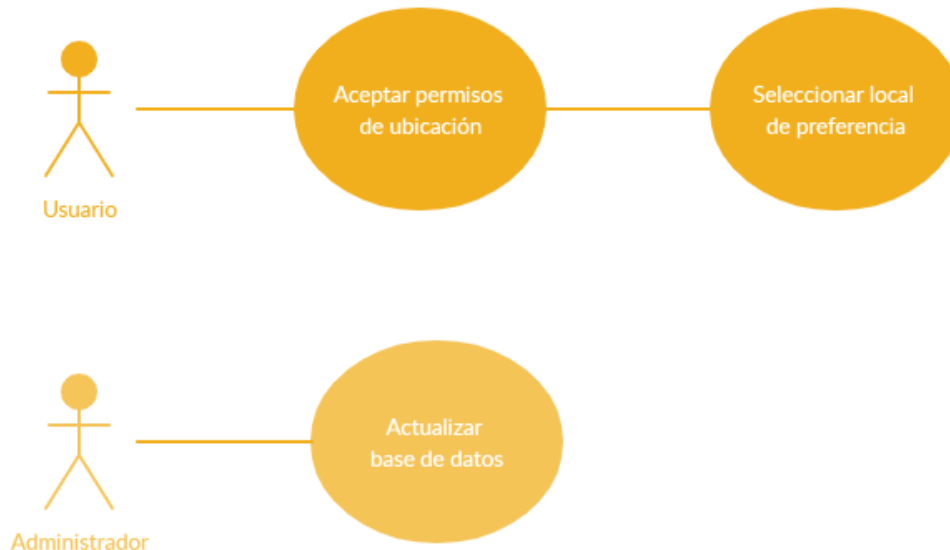 Aceptar permisos
de ubicación
Seleccionar local
de preferencia
Usuario
Actualizar
base de datos
Administrador